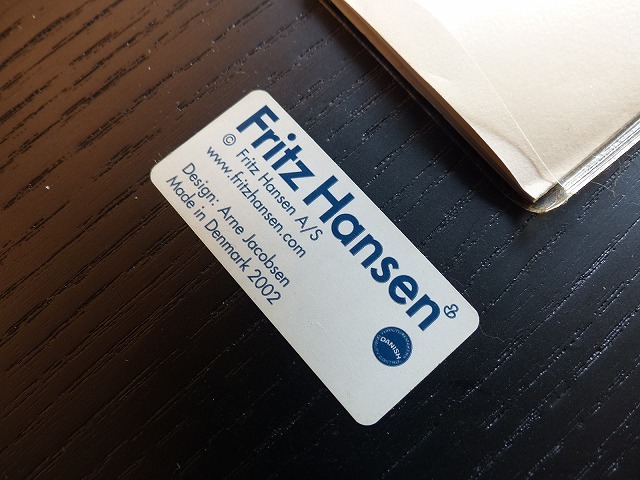 Fritz Hansen
© Fritz Hansen A/S
www.fritzhansen.com
Design: Arne Jacobsen
Made in Denmark 2002
DANISH